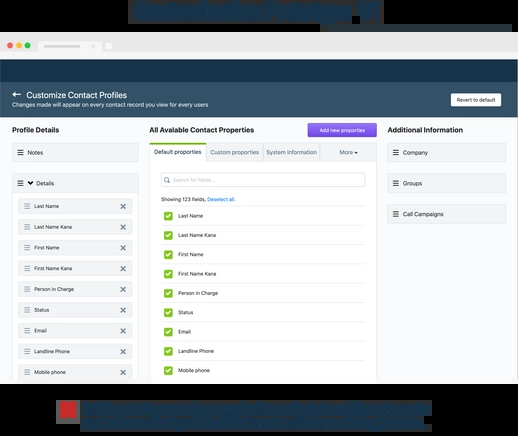 Customization Prototype V1
Customize Contact Profiles
Changes made will appear on every contact record you view for every users
Revert to default
Profile Details
Notes
Details
Last Name
Last Name Kana
First Name
First Name Kana
Person in Charge
Status
Email
Landline Phone
Mobile phone
All Avalable Contact Properties
Add new properties
Default properties
Custom properties
System Information
More
Search for fields...
Showing 123 fields, Deselect all.
Last Name
Last Name Kana
First Name
First Name Kana
Person in Charge
Status
Email
Landline Phone
Mobile phone
Additional Information
Company
Groups
Call Campaigns